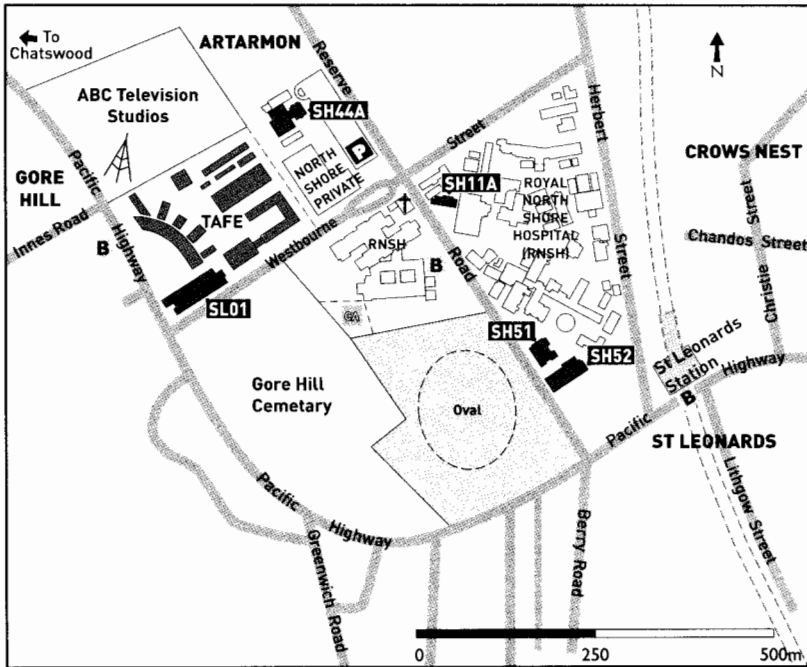 To
Chatswood
ARTARMON
Reserve
ABC Television
Studios
SH44A
N
Herbert
Pacific
NORTH
SHORE
PRIVATE
P
Street
CROWS NEST
GORE
HILL
SH11A
ROYAL
NORTH
SHORE
HOSPITAL
(RNSH)
TAFE
Innes Road
B
Highway
Westbourne
RNSH
B
Road
Street
Chandos Street
Christie Street
SL01
CA
SH51
SH52
St Leonards
Station
Highway
B
Gore Hill
Cemetary
Oval
Pacific
ST LEONARDS
Pacific
Highway
Lithgow Street
Greenwich Road
Berry Road
0
250
500m